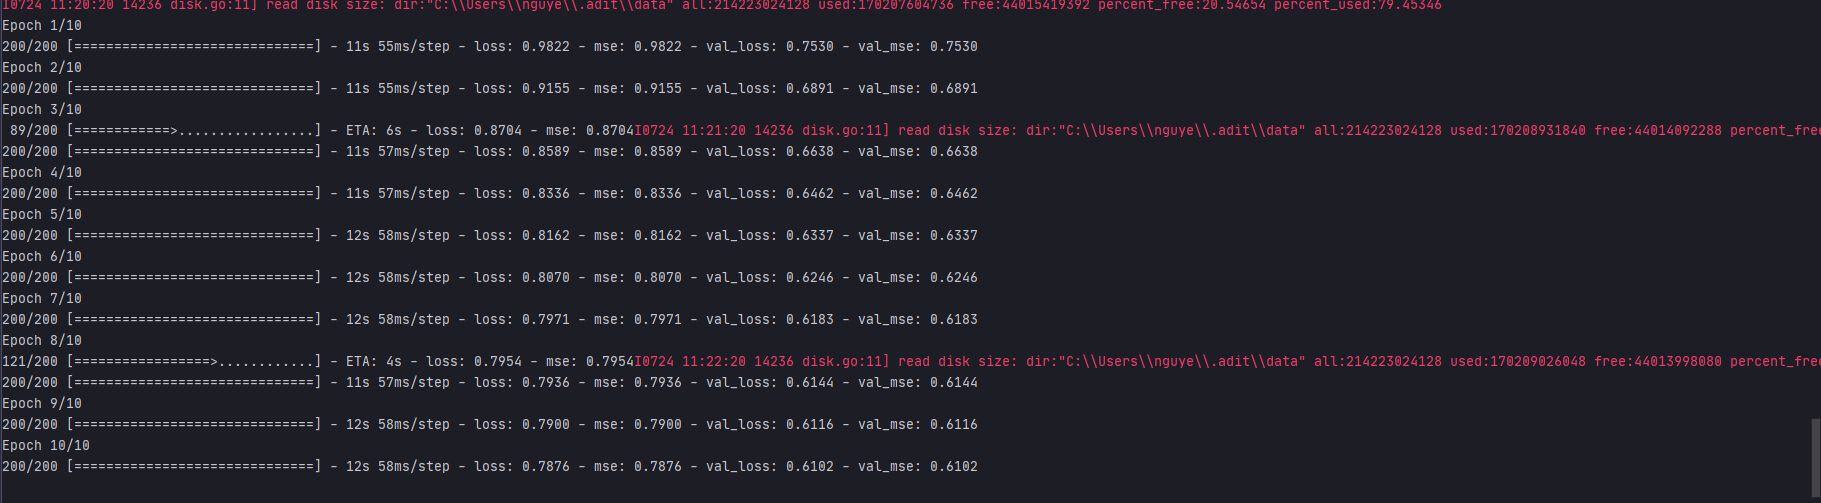 I0724 11:20:20 14236 disk.go:11] read disk size: dir:"C:\\Users\\nguye\\.adit\\data" all:214223024128 used:170207604736 free:44015419392 percent_free:20.54654 percent_used:79.45346
Epoch 1/10
200/200 [==============================] - 11s 55ms/step - loss: 0.9822 - mse: 0.9822 - val_loss: 0.7530 - val_mse: 0.7530
Epoch 2/10
200/200 [==============================] - 11s 55ms/step - loss: 0.9155 - mse: 0.9155 - val_loss: 0.6891 - val_mse: 0.6891
Epoch 3/10
 89/200 [============>.................] - ETA: 6s - loss: 0.8704 - mse: 0.8704I0724 11:21:20 14236 disk.go:11] read disk size: dir:"C:\\Users\\nguye\\.adit\\data" all:214223024128 used:170208931840 free:44014092288 percent_free
200/200 [==============================] - 11s 57ms/step - loss: 0.8589 - mse: 0.8589 - val_loss: 0.6638 - val_mse: 0.6638
Epoch 4/10
200/200 [==============================] - 11s 57ms/step - loss: 0.8336 - mse: 0.8336 - val_loss: 0.6462 - val_mse: 0.6462
Epoch 5/10
200/200 [==============================] - 12s 58ms/step - loss: 0.8162 - mse: 0.8162 - val_loss: 0.6337 - val_mse: 0.6337
Epoch 6/10
200/200 [==============================] - 12s 58ms/step - loss: 0.8070 - mse: 0.8070 - val_loss: 0.6246 - val_mse: 0.6246
Epoch 7/10
200/200 [==============================] - 12s 58ms/step - loss: 0.7971 - mse: 0.7971 - val_loss: 0.6183 - val_mse: 0.6183
Epoch 8/10
121/200 [=================>............] - ETA: 4s - loss: 0.7954 - mse: 0.7954I0724 11:22:20 14236 disk.go:11] read disk size: dir:"C:\\Users\\nguye\\.adit\\data" all:214223024128 used:170209026048 free:44013998080 percent_free
200/200 [==============================] - 11s 57ms/step - loss: 0.7936 - mse: 0.7936 - val_loss: 0.6144 - val_mse: 0.6144
Epoch 9/10
200/200 [==============================] - 12s 58ms/step - loss: 0.7900 - mse: 0.7900 - val_loss: 0.6116 - val_mse: 0.6116
Epoch 10/10
200/200 [==============================] - 12s 58ms/step - loss: 0.7876 - mse: 0.7876 - val_loss: 0.6102 - val_mse: 0.6102